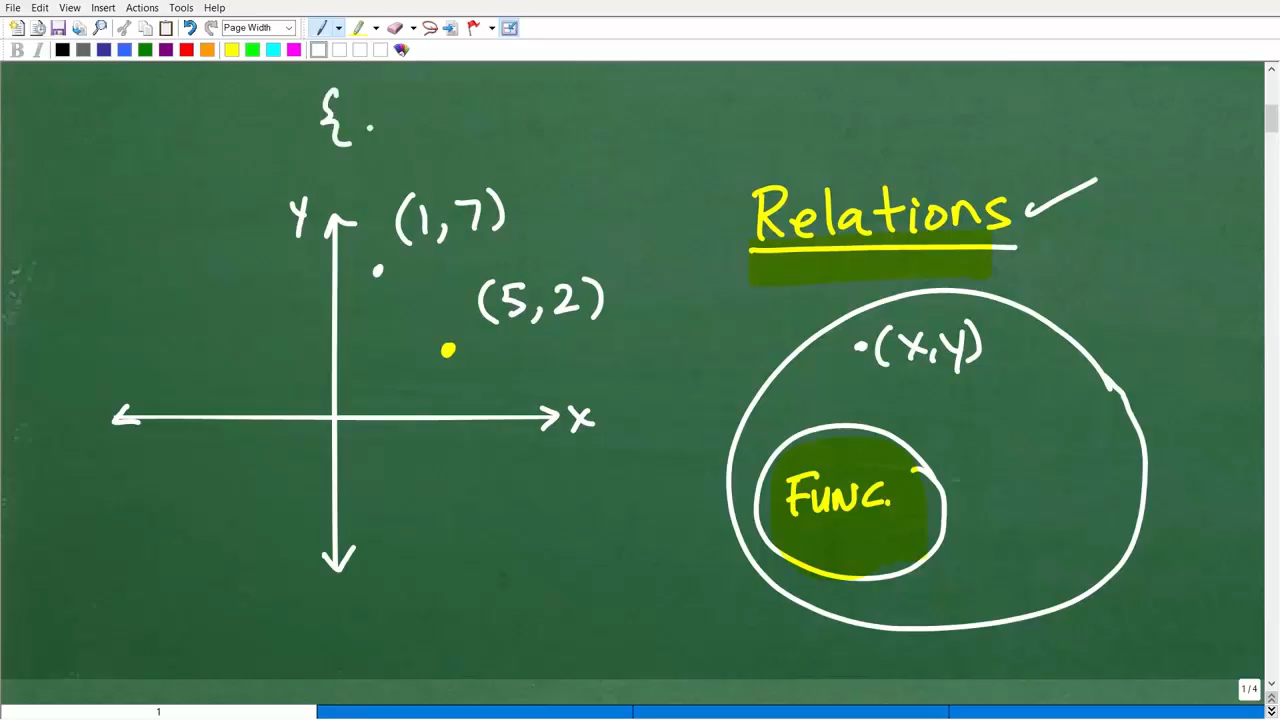 File Edit View Insert Actions Tools Help
Page Width
B I
{ .
Y (1,7)
(5,2)
X
Relations
(X,Y)
FUNC.
1/4
1